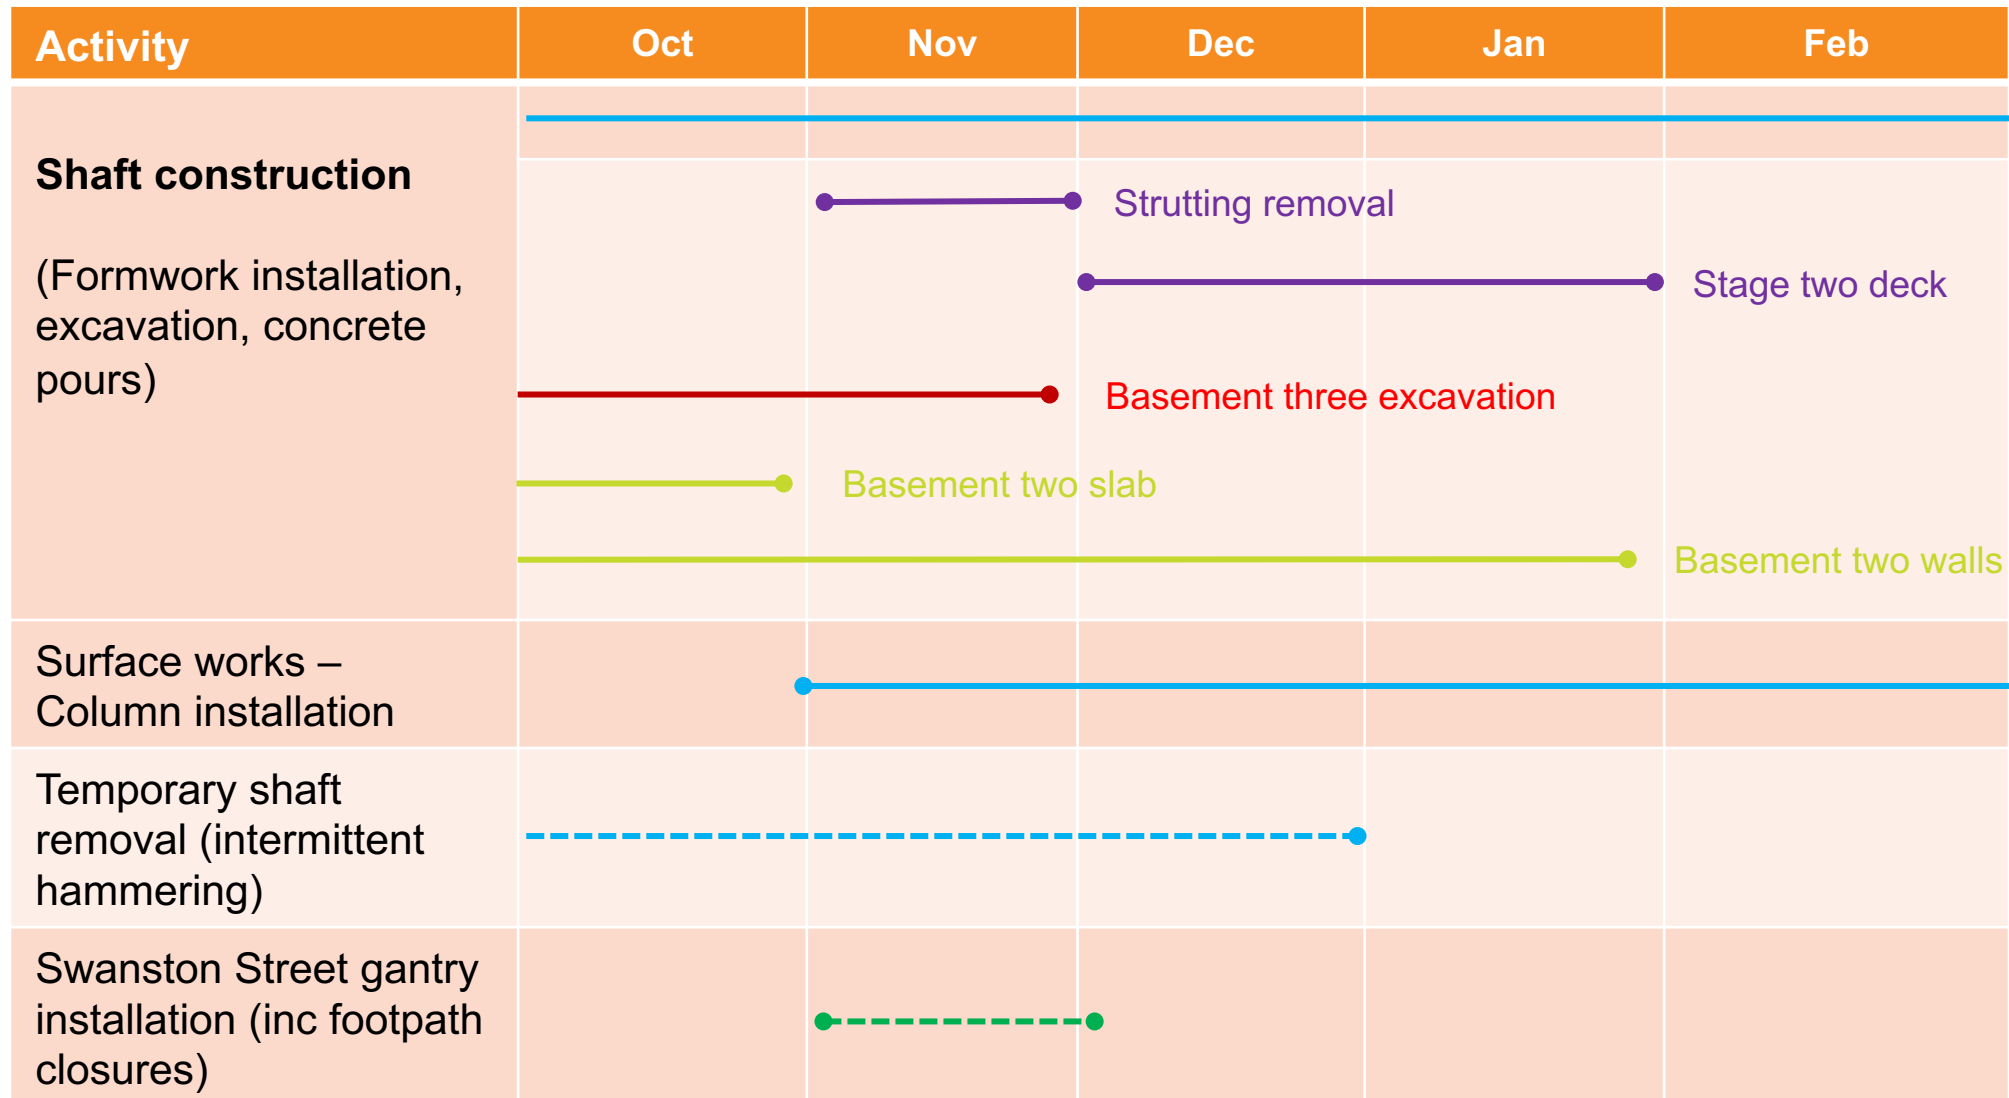 Activity
Oct
Nov
Dec
Jan
Feb
Shaft construction
(Formwork installation,
excavation, concrete
pours)
Strutting removal
Stage two deck
Basement three excavation
Basement two slab
Basement two walls
Surface works –
Column installation
Temporary shaft
removal (intermittent
hammering)
Swanston Street gantry
installation (inc footpath
closures)